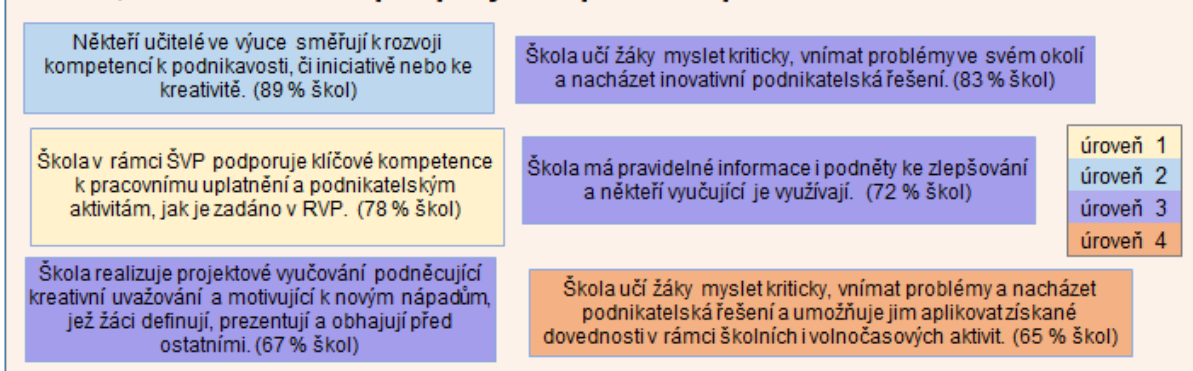 Někteří učitelé ve výuce směřují k rozvoji
kompetencí k podnikavosti, či iniciativě nebo ke
kreativitě. (89 % škol)
Škola učí žáky myslet kriticky, vnímat problémy ve svém okolí
a nacházet inovativní podnikatelská řešení. (83 % škol)
Škola v rámci ŠVP podporuje klíčové kompetence
k pracovnímu uplatnění a podnikatelským
aktivitám, jak je zadáno v RVP. (78 % škol)
Škola má pravidelné informace i podněty ke zlepšování
a někteří vyučující je využívají. (72 % škol)
úroveň 1
úroveň 2
úroveň 3
úroveň 4
Škola realizuje projektové vyučování podněcující
kreativní uvažování a motivující k novým nápadům,
jež žáci definují, prezentují a obhajují před
ostatními. (67 % škol)
Škola učí žáky myslet kriticky, vnímat problémy a nacházet
podnikatelská řešení a umožňuje jim aplikovat získané
dovednosti v rámci školních i volnočasových aktivit. (65 % škol)